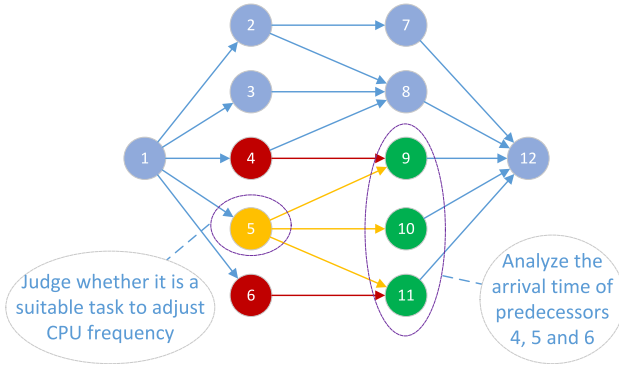 2
7
3
8
1
4
9
12
5
10
6
11
Judge whether it is a
suitable task to adjust
CPU frequency
Analyze the
arrival time of
predecessors
4, 5 and 6